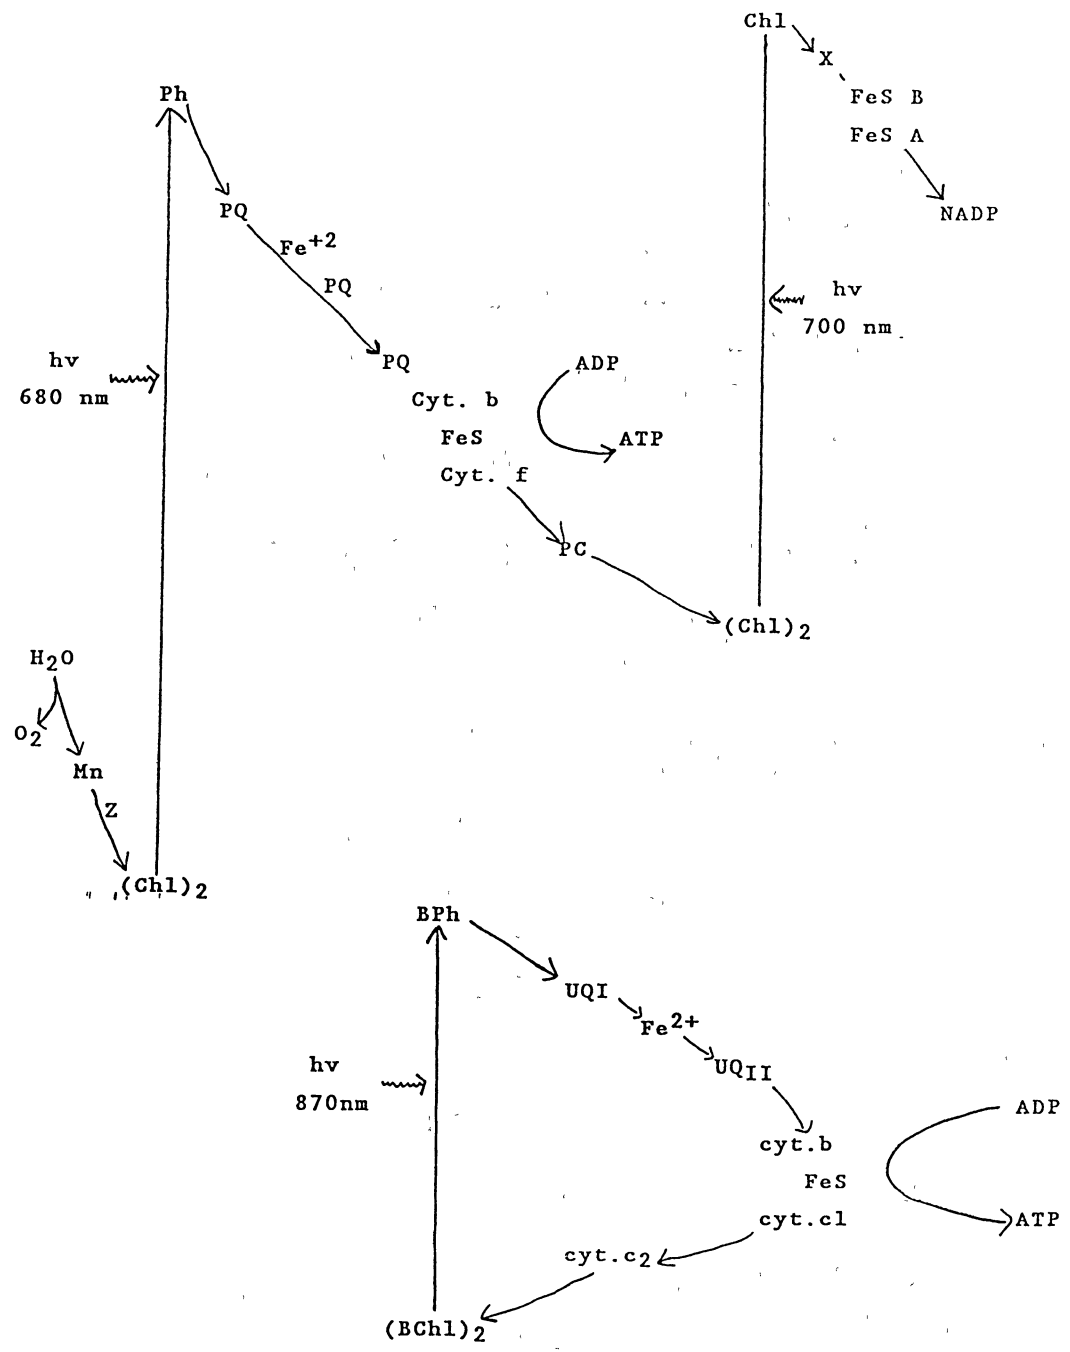 Chl
X
Ph
FeS B
FeS A
PQ
NADP
Fe+2
PQ
hv
700 nm
PQ
ADP
hv
680 nm
Cyt. b
FeS
ATP
Cyt. f
PC
(Chl)2
H2O
O2
Mn
Z
(Chl)2
BPh
UQI
Fe2+
UQII
hv
870nm
ADP
cyt.b
FeS
cyt.cl
ATP
cyt.c2
(BChl)2